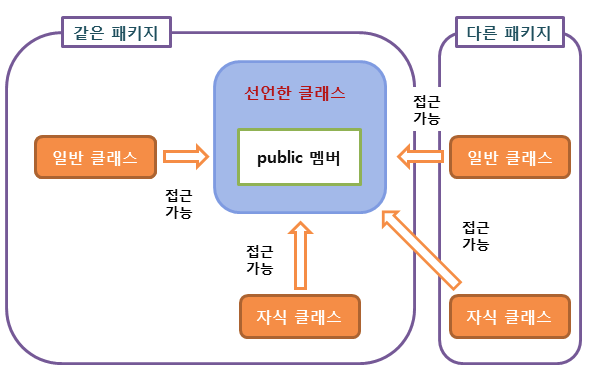 같은 패키지
다른 패키지
선언한 클래스
접근
가능
일반 클래스
public 멤버
일반 클래스
접근
가능
접근
가능
접근
가능
자식 클래스
자식 클래스